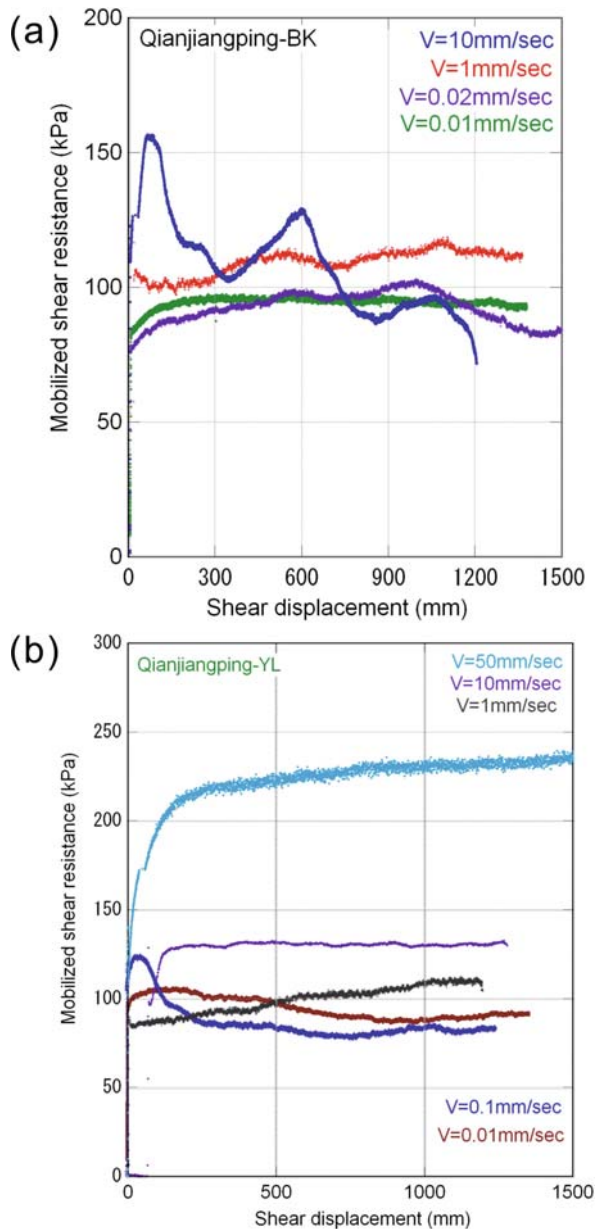 (a)
Qianjiangping-BK
V=10mm/sec
V=1mm/sec
V=0.02mm/sec
V=0.01mm/sec
Mobilized shear resistance (kPa)
200
150
100
50
0
0 300 600 900 1200 1500
Shear displacement (mm)
(b)
Qianjiangping-YL
V=50mm/sec
V=10mm/sec
V=1mm/sec
Mobilized shear resistance (kPa)
300
250
200
150
100
50
0
V=0.1mm/sec
V=0.01mm/sec
0 500 1000 1500
Shear displacement (mm)